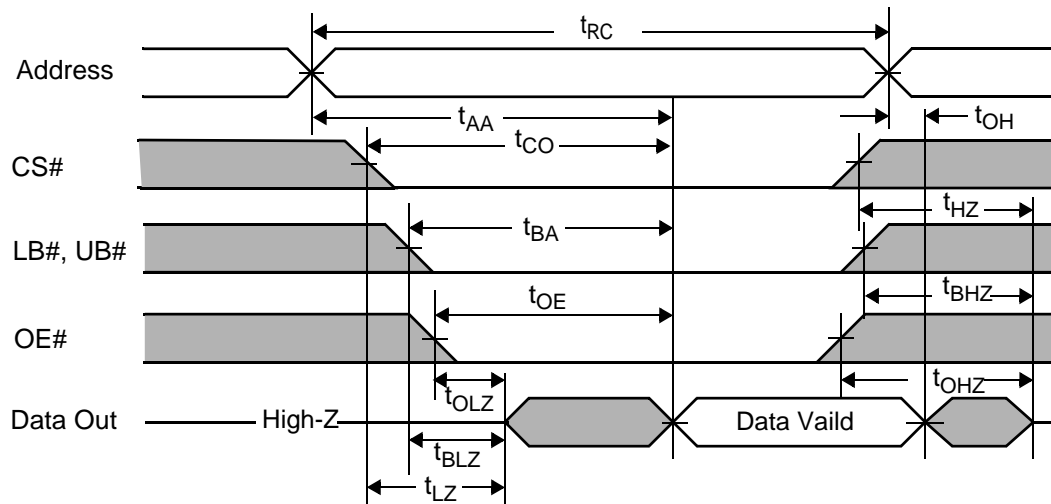 tRC
Address
tAA
tOH
tCO
CS#
tHZ
LB#, UB#
tBA
tBHZ
tOE
OE#
tOHZ
tOLZ
Data Out
High-Z
Data Vaild
tBLZ
tLZ